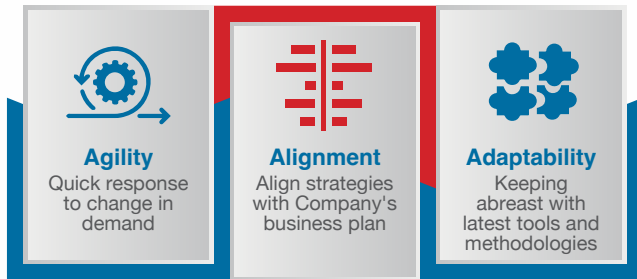 Agility
Quick response
to change in
demand
Alignment
Align strategies
with Company's
business plan
Adaptability
Keeping
abreast with
latest tools and
methodologies